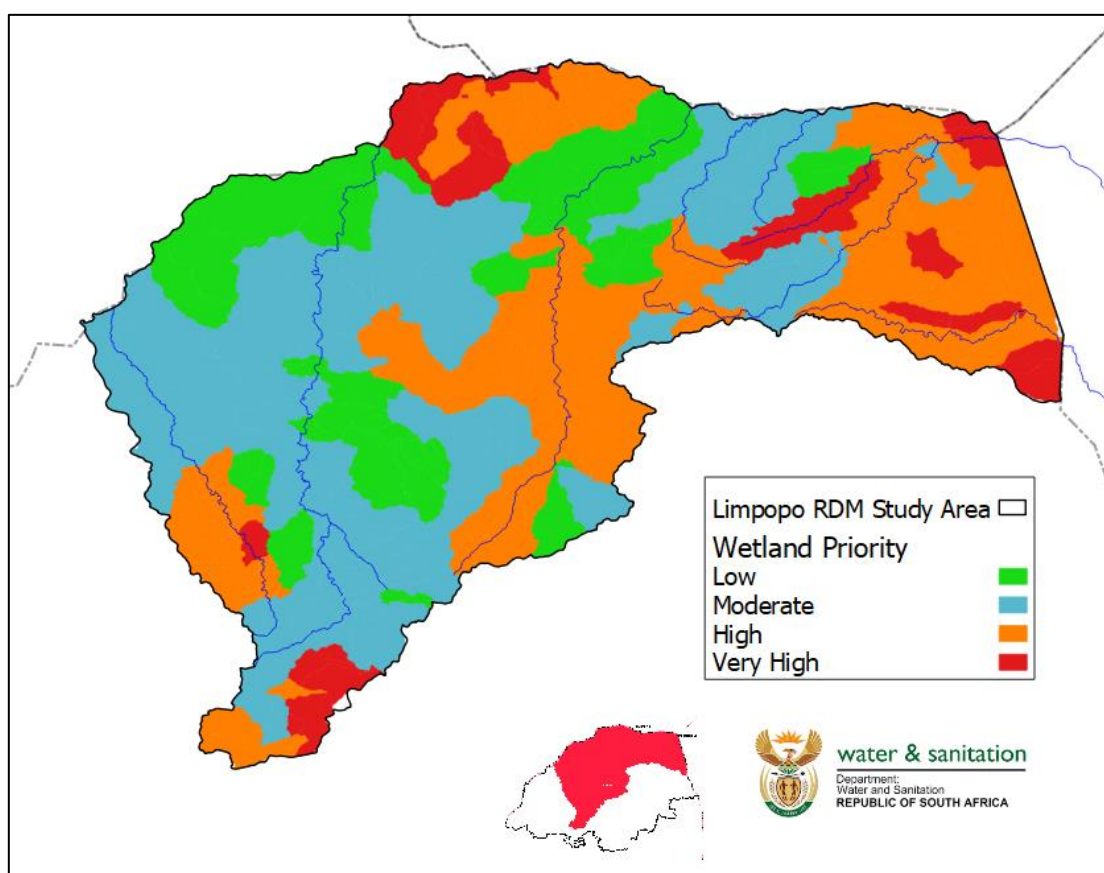 Limpopo RDM Study Area
Wetland Priority
Low
Moderate
High
Very High
water & sanitation
Department:
Water and Sanitation
REPUBLIC OF SOUTH AFRICA